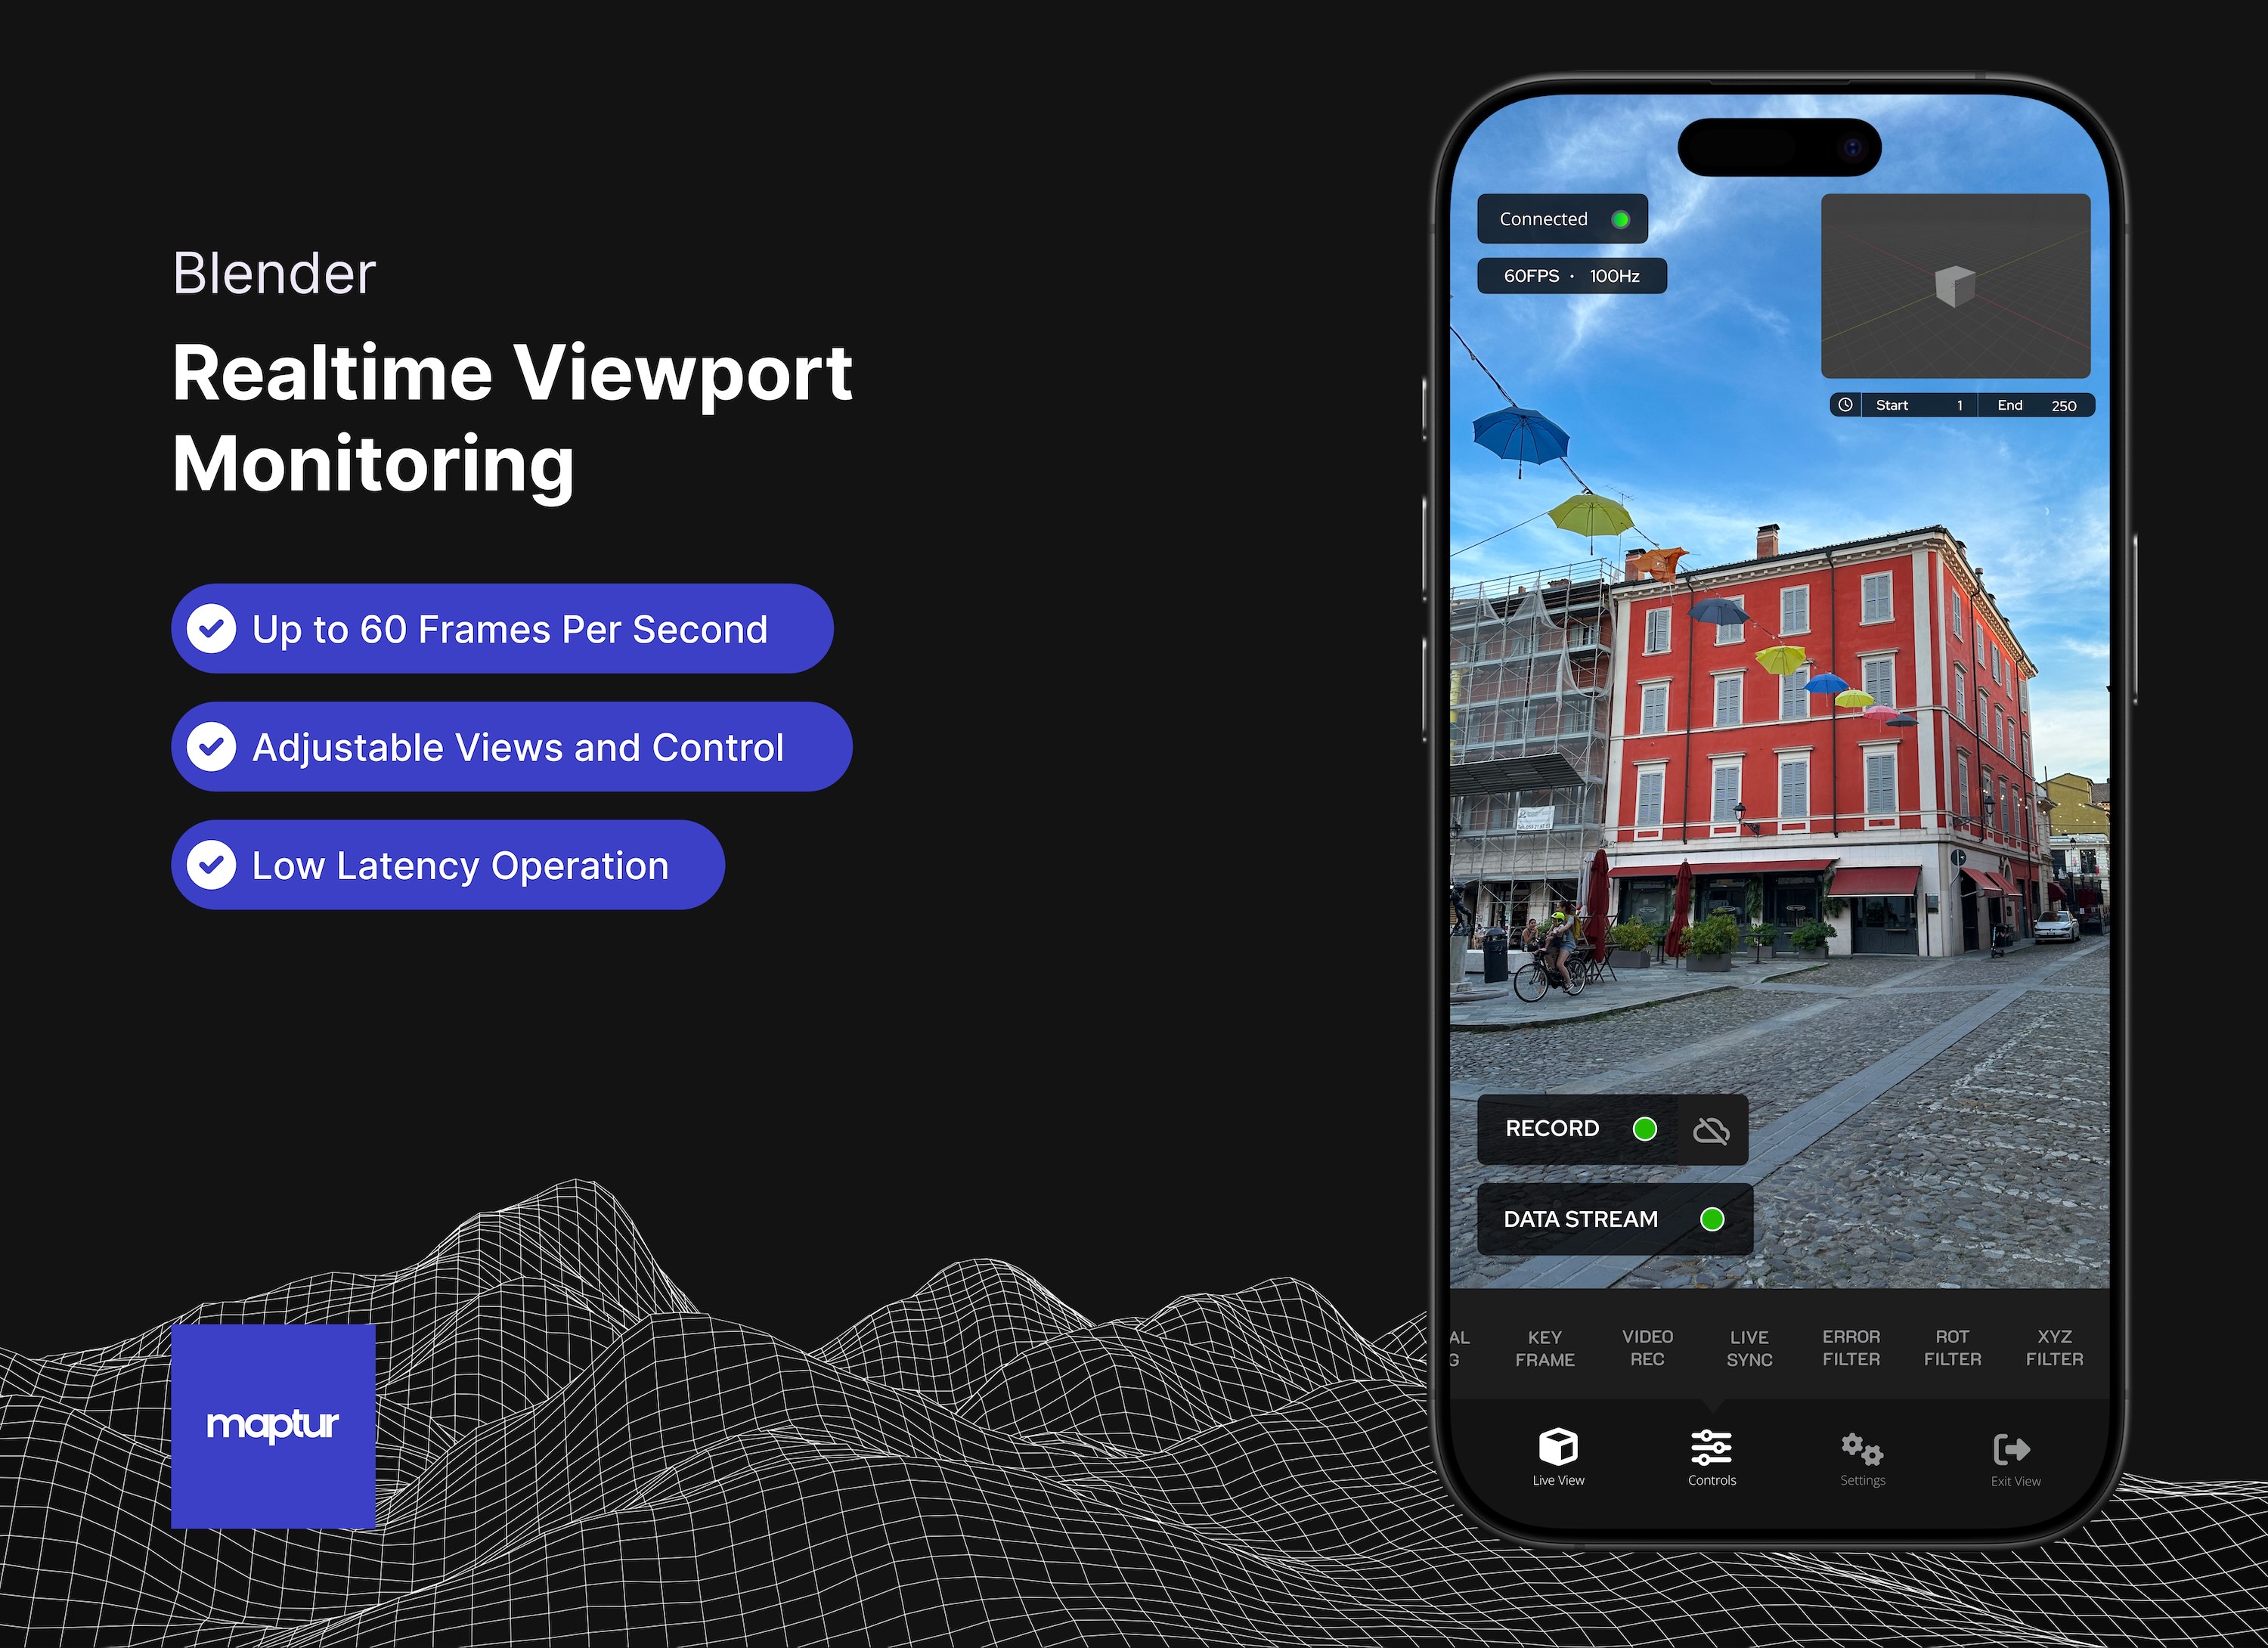 Blender
Realtime Viewport
Monitoring
Up to 60 Frames Per Second
Adjustable Views and Control
Low Latency Operation
maptur
Connected
60FPS · 100Hz
Start 1 End 250
RECORD
DATA STREAM
AL
G
KEY
FRAME
VIDEO
REC
LIVE
SYNC
ERROR
FILTER
ROT
FILTER
XYZ
FILTER
Live View
Controls
Settings
Exit View